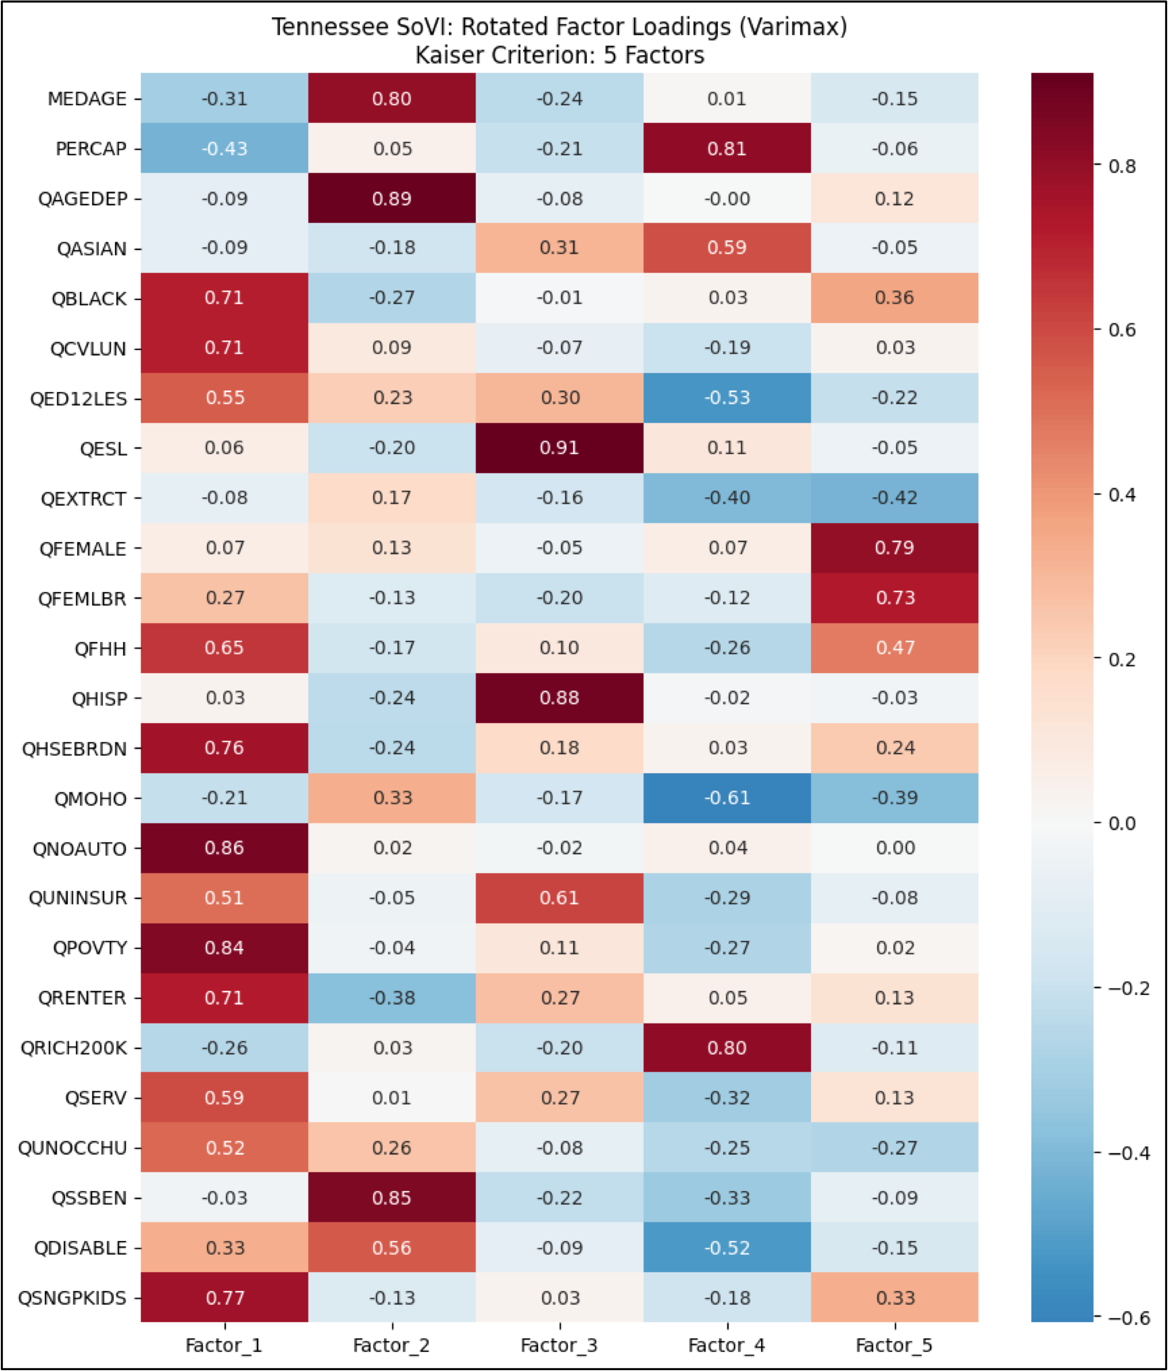 Tennessee SoVI: Rotated Factor Loadings (Varimax)
Kaiser Criterion: 5 Factors
MEDAGE -0.31 0.80 -0.24 0.01 -0.15
PERCAP -0.43 0.05 -0.21 0.81 -0.06
QAGEDEP -0.09 0.89 -0.08 -0.00 0.12
QASIAN -0.09 -0.18 0.31 0.59 -0.05
QBLACK 0.71 -0.27 -0.01 0.03 0.36
QCVLUN 0.71 0.09 -0.07 -0.19 0.03
QED12LES 0.55 0.23 0.30 -0.53 -0.22
QESL 0.06 -0.20 0.91 0.11 -0.05
QEXTRCT -0.08 0.17 -0.16 -0.40 -0.42
QFEMALE 0.07 0.13 -0.05 0.07 0.79
QFEMLBR 0.27 -0.13 -0.20 -0.12 0.73
QFHH 0.65 -0.17 0.10 -0.26 0.47
QHISP 0.03 -0.24 0.88 -0.02 -0.03
QHSEBRDN 0.76 -0.24 0.18 0.03 0.24
QMOHO -0.21 0.33 -0.17 -0.61 -0.39
QNOAUTO 0.86 0.02 -0.02 0.04 0.00
QUNINSUR 0.51 -0.05 0.61 -0.29 -0.08
QPOVTY 0.84 -0.04 0.11 -0.27 0.02
QRENTER 0.71 -0.38 0.27 0.05 0.13
QRICH200K -0.26 0.03 -0.20 0.80 -0.11
QSERV 0.59 0.01 0.27 -0.32 0.13
QUNOCCHU 0.52 0.26 -0.08 -0.25 -0.27
QSSBEN -0.03 0.85 -0.22 -0.33 -0.09
QDISABLE 0.33 0.56 -0.09 -0.52 -0.15
QSNGPKIDS 0.77 -0.13 0.03 -0.18 0.33
Factor_1 Factor_2 Factor_3 Factor_4 Factor_5
0.8
0.6
0.4
0.2
0.0
−0.2
−0.4
−0.6